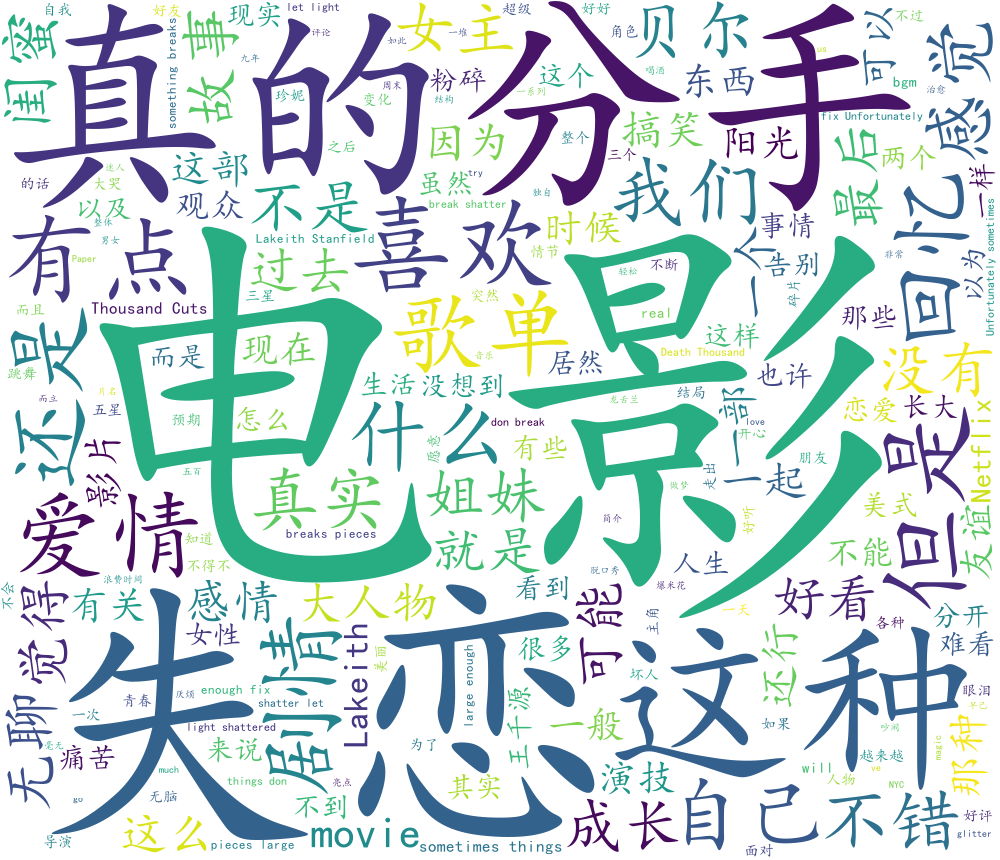 闺蜜
something breaks
故事
现实
let light
自我
好友
真的
分手
评论
如此
一堆
女主
超级
好好
角色
贝尔
不过
可以
us
感觉
九年
珍妮
粉碎
变化
周末
结构
这个
一系列
喝酒
东西
bgm
治愈
因为
搞笑
fix Unfortunately
之后
整个
三个
阳光
最后
两个
这部
虽然
迷人
的话
大哭
以及
观众
不是
break shatter
try
独自
我们
回忆
一样
整体
男女
Lakeith Stanfield
喜欢
时候
事情
以为
Unfortunately sometimes
有点
Paper
过去
情节
轻松
不断
一个
告别
非常
三星
突然
碎片
而且
Thousand Cuts
歌单
real
那些
还是
而是
现在
音乐
这样
居然
Death Thousand
没有
跳舞
片名
生活
没想到
结局
也许
而立
五星
预期
怎么
什么
don break
龙舌兰
love
一部
恋爱
长大
Netflix
影片
愿意
有些
开心
电影
五百
真实
姐妹
走出
一起
朋友
但是
做梦
美式
爱情
breaks pieces
简介
好听
友谊
知道
就是
不得不
脱口秀
爆米花
人生
不能
浪费时间
不会
有关
感情
大人物
看到
可能
一天
好看
各种
分开
觉得
女性
剧情
Lakeith
美丽
large enough
很多
主角
难看
失恋
enough fix
坏人
还行
这种
青春
厌烦
shatter let
王千源
眼泪
一次
light shattered
无聊
早已
毫无
痛苦
来说
亮点
为了
一般
如果
吵闹
那种
much
things don
其实
演技
will
越来越
magic
go
无脑
不到
ve
人物
NYC
自己
不错
好评
导演
这么
pieces large
movie
sometimes things
成长
面对
glitter